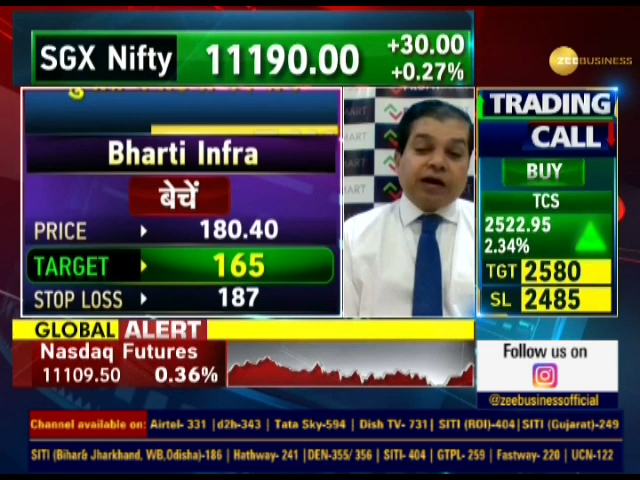 SGX Nifty 11190.00 +30.00
+0.27%
ZEEBUSINESS
Bharti Infra
बेचें
PRICE 180.40
TARGET 165
STOP LOSS 187
TRADING
CALL
BUY
TCS
2522.95
2.34%
TGT 2580
SL 2485
GLOBAL ALERT
Nasdaq Futures
11109.50 0.36%
Follow us on
@zeebusinessofficial
Channel available on: Airtel- 331 | d2h-343 | Tata Sky-594 | Dish TV- 731 | SITI (ROI)-404 | SITI (Gujarat)-249
SITI (Bihar& Jharkhand, WB,Odisha)-186 | Hathway- 241 | DEN-355/ 356 | SITI- 404 | GTPL- 259 | Fastway- 220 | UCN-122